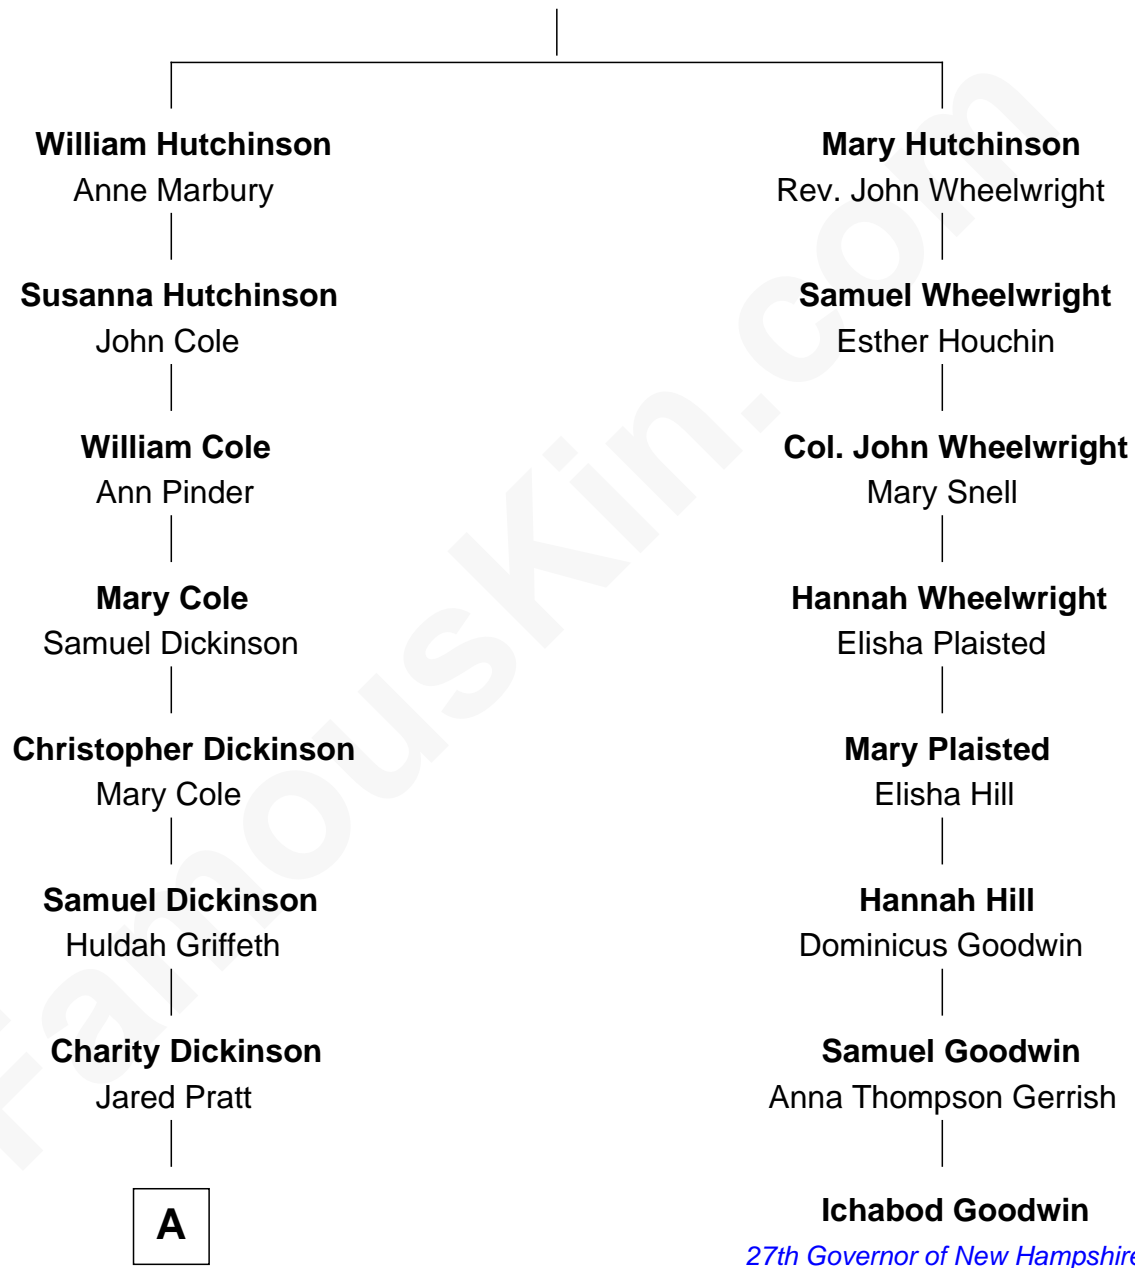 William Hutchinson
Anne Marbury
Susanna Hutchinson
John Cole
William Cole
Ann Pinder
Mary Cole
Samuel Dickinson
Christopher Dickinson
Mary Cole
Samuel Dickinson
Huldah Griffeth
Charity Dickinson
Jared Pratt
A
Mary Hutchinson
Rev. John Wheelwright
Samuel Wheelwright
Esther Houchin
Col. John Wheelwright
Mary Snell
Hannah Wheelwright
Elisha Plaisted
Mary Plaisted
Elisha Hill
Hannah Hill
Dominicus Goodwin
Samuel Goodwin
Anna Thompson Gerrish
Ichabod Goodwin
27th Governor of New Hampshire
FamousKin.com